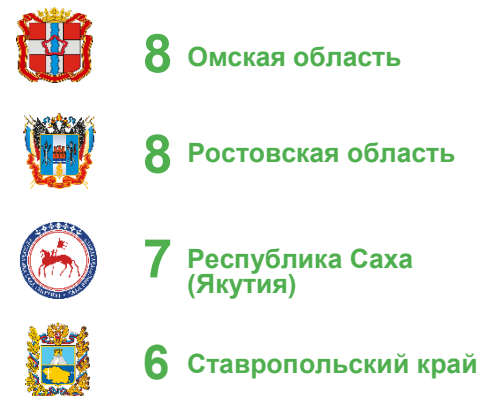 8 Омская область
8 Ростовская область
7 Республика Саха
(Якутия)
6 Ставропольский край